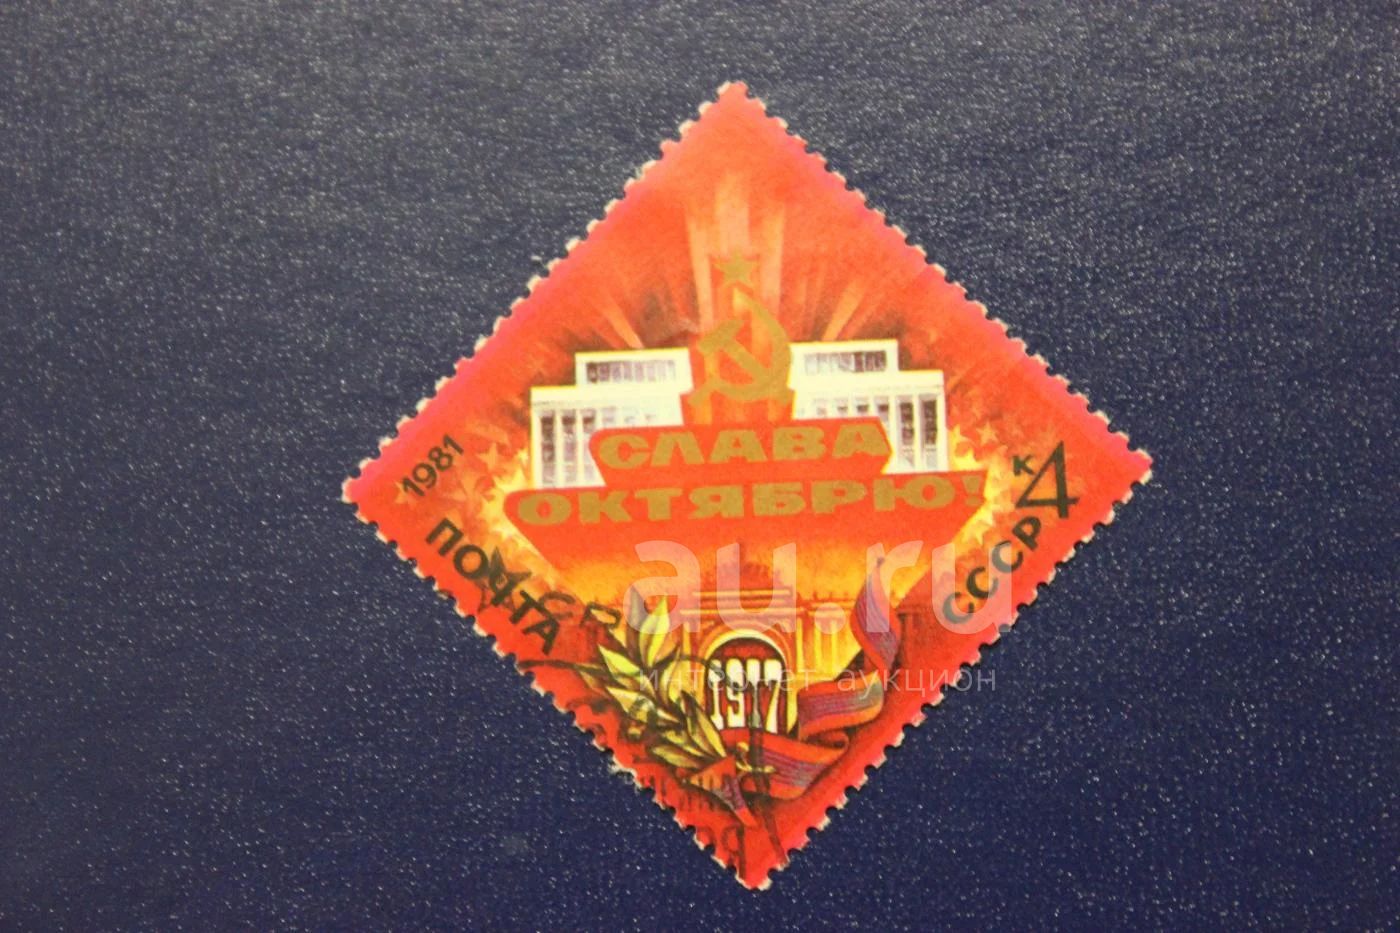 СЛАВА
ОКТЯБРЮ!
1981
ПОЧТА
СССР
4 к
1917
au.ru
интернет аукцион